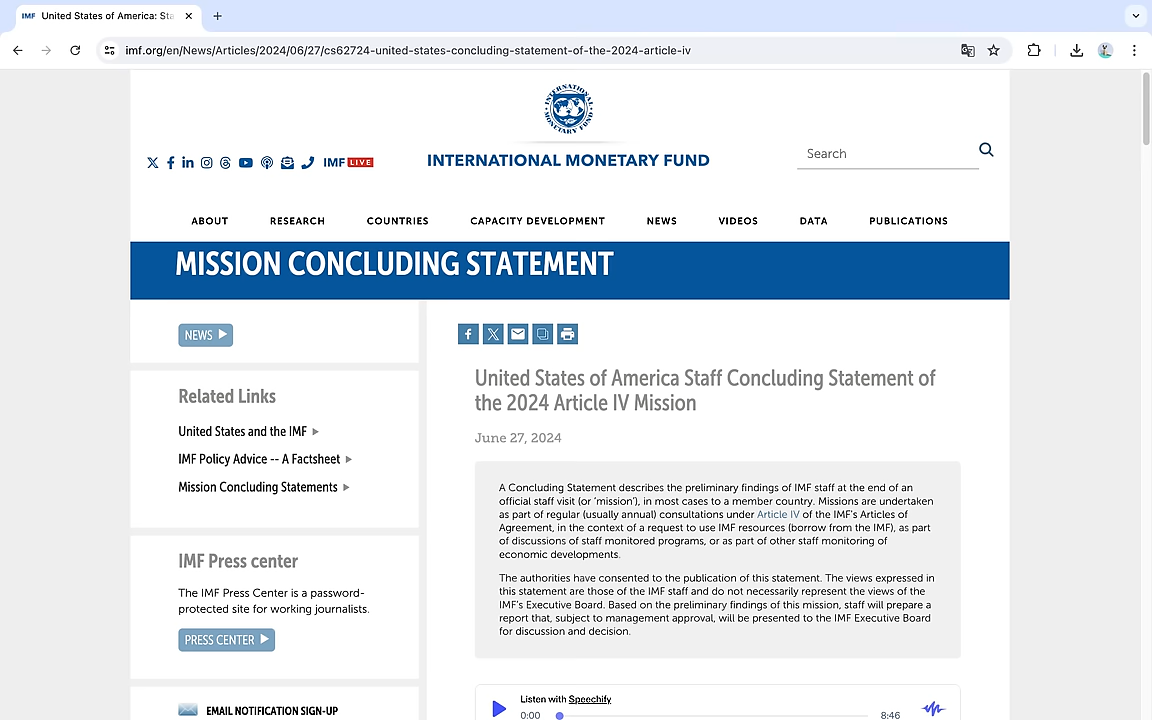 IMF United States of America: Sta
imf.org/en/News/Articles/2024/06/27/cs62724-united-states-concluding-statement-of-the-2024-article-iv
INTERNATIONAL MONETARY FUND
IMF LIVE
INTERNATIONAL MONETARY FUND
Search
ABOUT RESEARCH COUNTRIES CAPACITY DEVELOPMENT NEWS VIDEOS DATA PUBLICATIONS
MISSION CONCLUDING STATEMENT
NEWS
Related Links
United States and the IMF
IMF Policy Advice -- A Factsheet
Mission Concluding Statements
IMF Press center
The IMF Press Center is a password-
protected site for working journalists.
PRESS CENTER
EMAIL NOTIFICATION SIGN-UP
United States of America Staff Concluding Statement of
the 2024 Article IV Mission
June 27, 2024
A Concluding Statement describes the preliminary findings of IMF staff at the end of an
official staff visit (or ‘mission’), in most cases to a member country. Missions are undertaken
as part of regular (usually annual) consultations under Article IV of the IMF's Articles of
Agreement, in the context of a request to use IMF resources (borrow from the IMF), as part
of discussions of staff monitored programs, or as part of other staff monitoring of
economic developments.
The authorities have consented to the publication of this statement. The views expressed in
this statement are those of the IMF staff and do not necessarily represent the views of the
IMF’s Executive Board. Based on the preliminary findings of this mission, staff will prepare a
report that, subject to management approval, will be presented to the IMF Executive Board
for discussion and decision.
Listen with Speechify
0:00 8:46